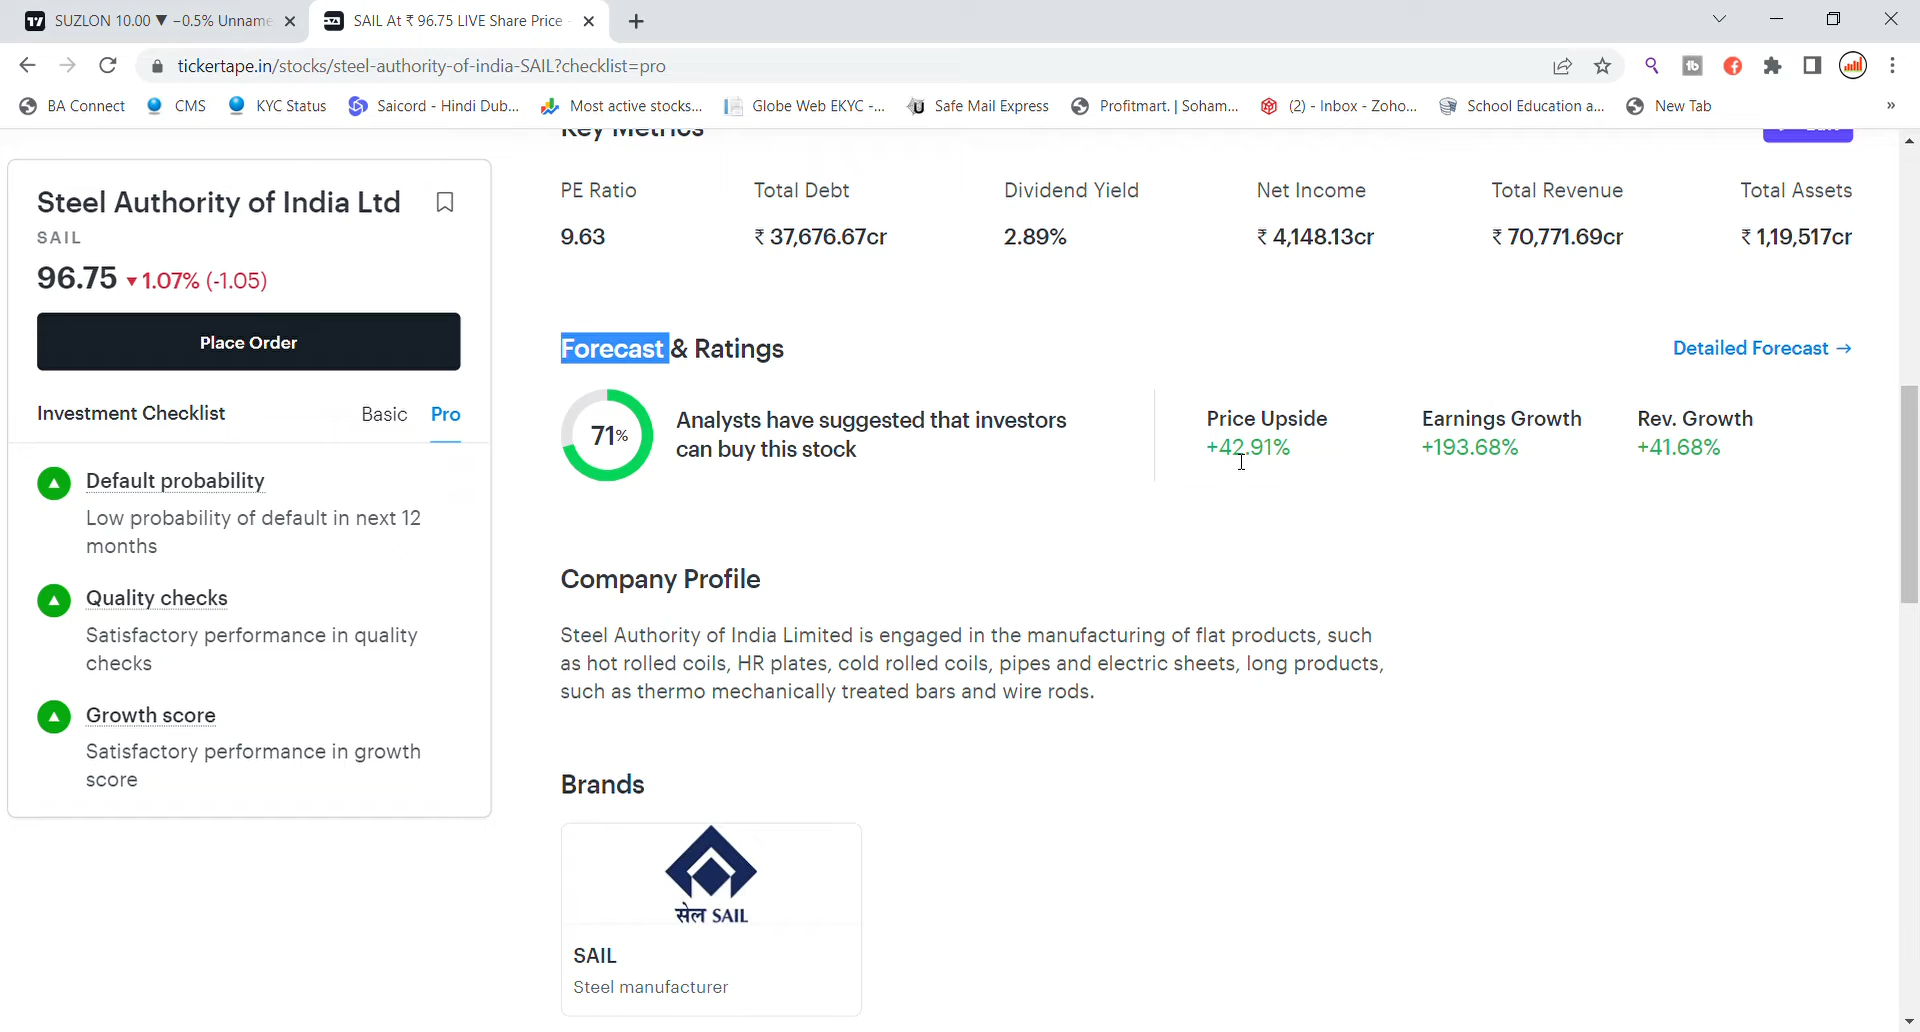 SUZLON 10.00 ▼ −0.5% Unname
SAIL At ₹ 96.75 LIVE Share Price
tickertape.in/stocks/steel-authority-of-india-SAIL?checklist=pro
BA Connect
CMS
KYC Status
Saicord - Hindi Dub...
Most active stocks...
Globe Web EKYC -...
Safe Mail Express
Profitmart. | Soham...
(2) - Inbox - Zoho...
School Education a...
New Tab
»
Steel Authority of India Ltd
SAIL
96.75 ▼ 1.07% (-1.05)
Place Order
Investment Checklist
Basic
Pro
Default probability
Low probability of default in next 12
months
Quality checks
Satisfactory performance in quality
checks
Growth score
Satisfactory performance in growth
score
Key Metrics
PE Ratio
9.63
Total Debt
₹ 37,676.67cr
Dividend Yield
2.89%
Net Income
₹ 4,148.13cr
Total Revenue
₹ 70,771.69cr
Total Assets
₹ 1,19,517cr
Forecast & Ratings
Detailed Forecast →
71%
Analysts have suggested that investors
can buy this stock
Price Upside
+42.91%
Earnings Growth
+193.68%
Rev. Growth
+41.68%
Company Profile
Steel Authority of India Limited is engaged in the manufacturing of flat products, such
as hot rolled coils, HR plates, cold rolled coils, pipes and electric sheets, long products,
such as thermo mechanically treated bars and wire rods.
Brands
सेल SAIL
SAIL
Steel manufacturer